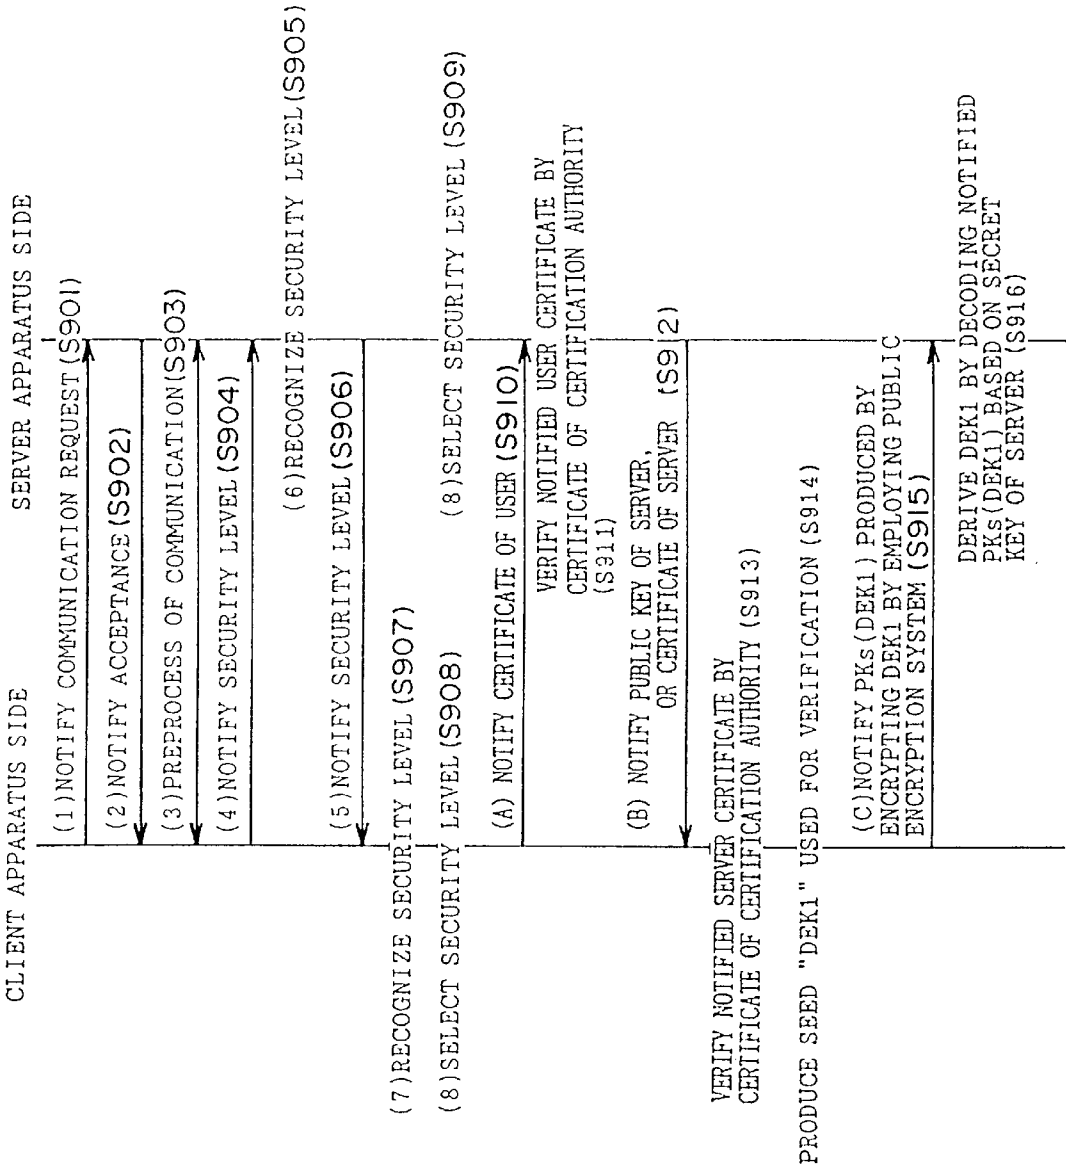 CLIENT APPARATUS SIDE
SERVER APPARATUS SIDE
(1)NOTIFY COMMUNICATION REQUEST(S901)
(2)NOTIFY ACCEPTANCE(S902)
(3)PREPROCESS OF COMMUNICATION(S903)
(4)NOTIFY SECURITY LEVEL(S904)
(6)RECOGNIZE SECURITY LEVEL(S905)
(5)NOTIFY SECURITY LEVEL(S906)
(7)RECOGNIZE SECURITY LEVEL(S907)
(8)SELECT SECURITY LEVEL(S908)
(8)SELECT SECURITY LEVEL(S909)
(A) NOTIFY CERTIFICATE OF USER(S910)
VERIFY NOTIFIED USER CERTIFICATE BY
CERTIFICATE OF CERTIFICATION AUTHORITY
(S911)
(B) NOTIFY PUBLIC KEY OF SERVER,
OR CERTIFICATE OF SERVER (S912)
VERIFY NOTIFIED SERVER CERTIFICATE BY
CERTIFICATE OF CERTIFICATION AUTHORITY(S913)
PRODUCE SEED "DEK1" USED FOR VERIFICATION(S914)
(C)NOTIFY PKs(DEK1)PRODUCED BY
ENCRYPTING DEK1 BY EMPLOYING PUBLIC
ENCRYPTION SYSTEM(S915)
DERIVE DEK1 BY DECODING NOTIFIED
PKs(DEK1) BASED ON SECRET
KEY OF SERVER(S916)